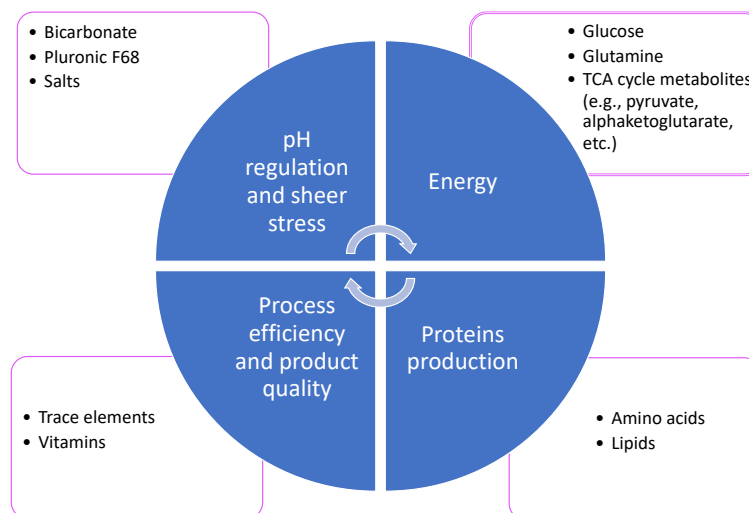 • Bicarbonate
• Pluronic F68
• Salts
• Glucose
• Glutamine
• TCA cycle metabolites
(e.g., pyruvate,
alphaketoglutarate,
etc.)
pH
regulation
and sheer
stress
Energy
Process
efficiency
and product
quality
Proteins
production
• Trace elements
• Vitamins
• Amino acids
• Lipids